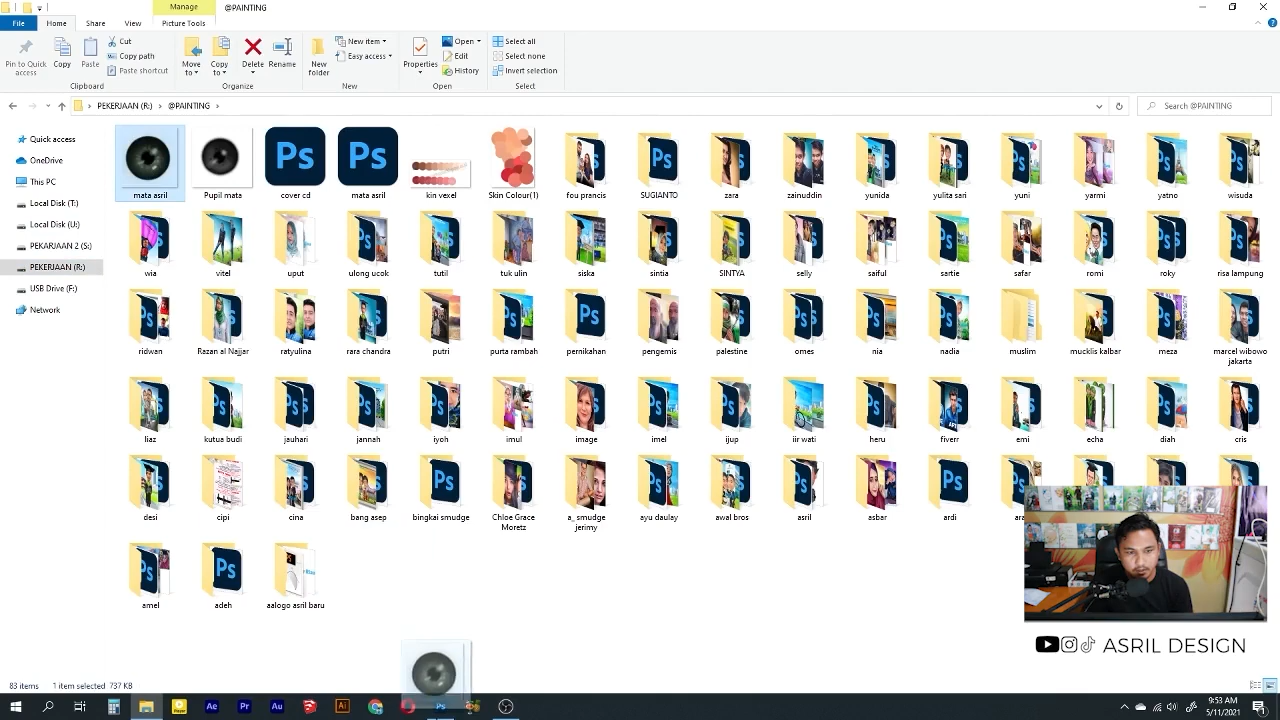 Manage
@PAINTING
File
Home
Share
View
Picture Tools
Pin to Quick access
Copy
Paste
Cut
Copy path
Paste shortcut
Clipboard
Move to
Copy to
Delete
Rename
Organize
New folder
New item
Easy access
New
Properties
Open
Edit
History
Open
Select all
Select none
Invert selection
Select
PEKERJAAN (R:)
@PAINTING
Search @PAINTING
Quick access
OneDrive
This PC
Local Disk (T:)
Local Disk (U:)
PEKARJAAN 2 (S:)
PEKERJAAN (R:)
USB Drive (F:)
Network
mata asril
Pupil mata
cover cd
mata asril
kin vexel
Skin Colour(1)
fou prancis
SUGIANTO
zara
zainuddin
yunida
yulita sari
yuni
yarmi
yatno
wisuda
wia
vitel
uput
ulong ucok
tutil
tuk ulin
siska
sintia
SINTYA
selly
saiful
sartie
safar
romi
roky
risa lampung
ridwan
Razan al Najjar
ratyulina
rara chandra
putri
purta rambah
pernikahan
pengemis
palestine
omes
nia
nadia
muslim
mucklis kalbar
meza
marcel wibowo jakarta
liaz
kutua budi
jauhari
jannah
iyoh
imul
image
imel
ijup
iir wati
heru
fiverr
emi
echa
diah
cris
desi
cipi
cina
bang asep
bingkai smudge
Chloe Grace Moretz
a_ smudge jerimy
ayu daulay
awal bros
asril
asbar
ardi
amel
adeh
aalogo asril baru
ASRIL DESIGN
83 items
1 item selected 737 KB
9:53 AM
5/11/2021